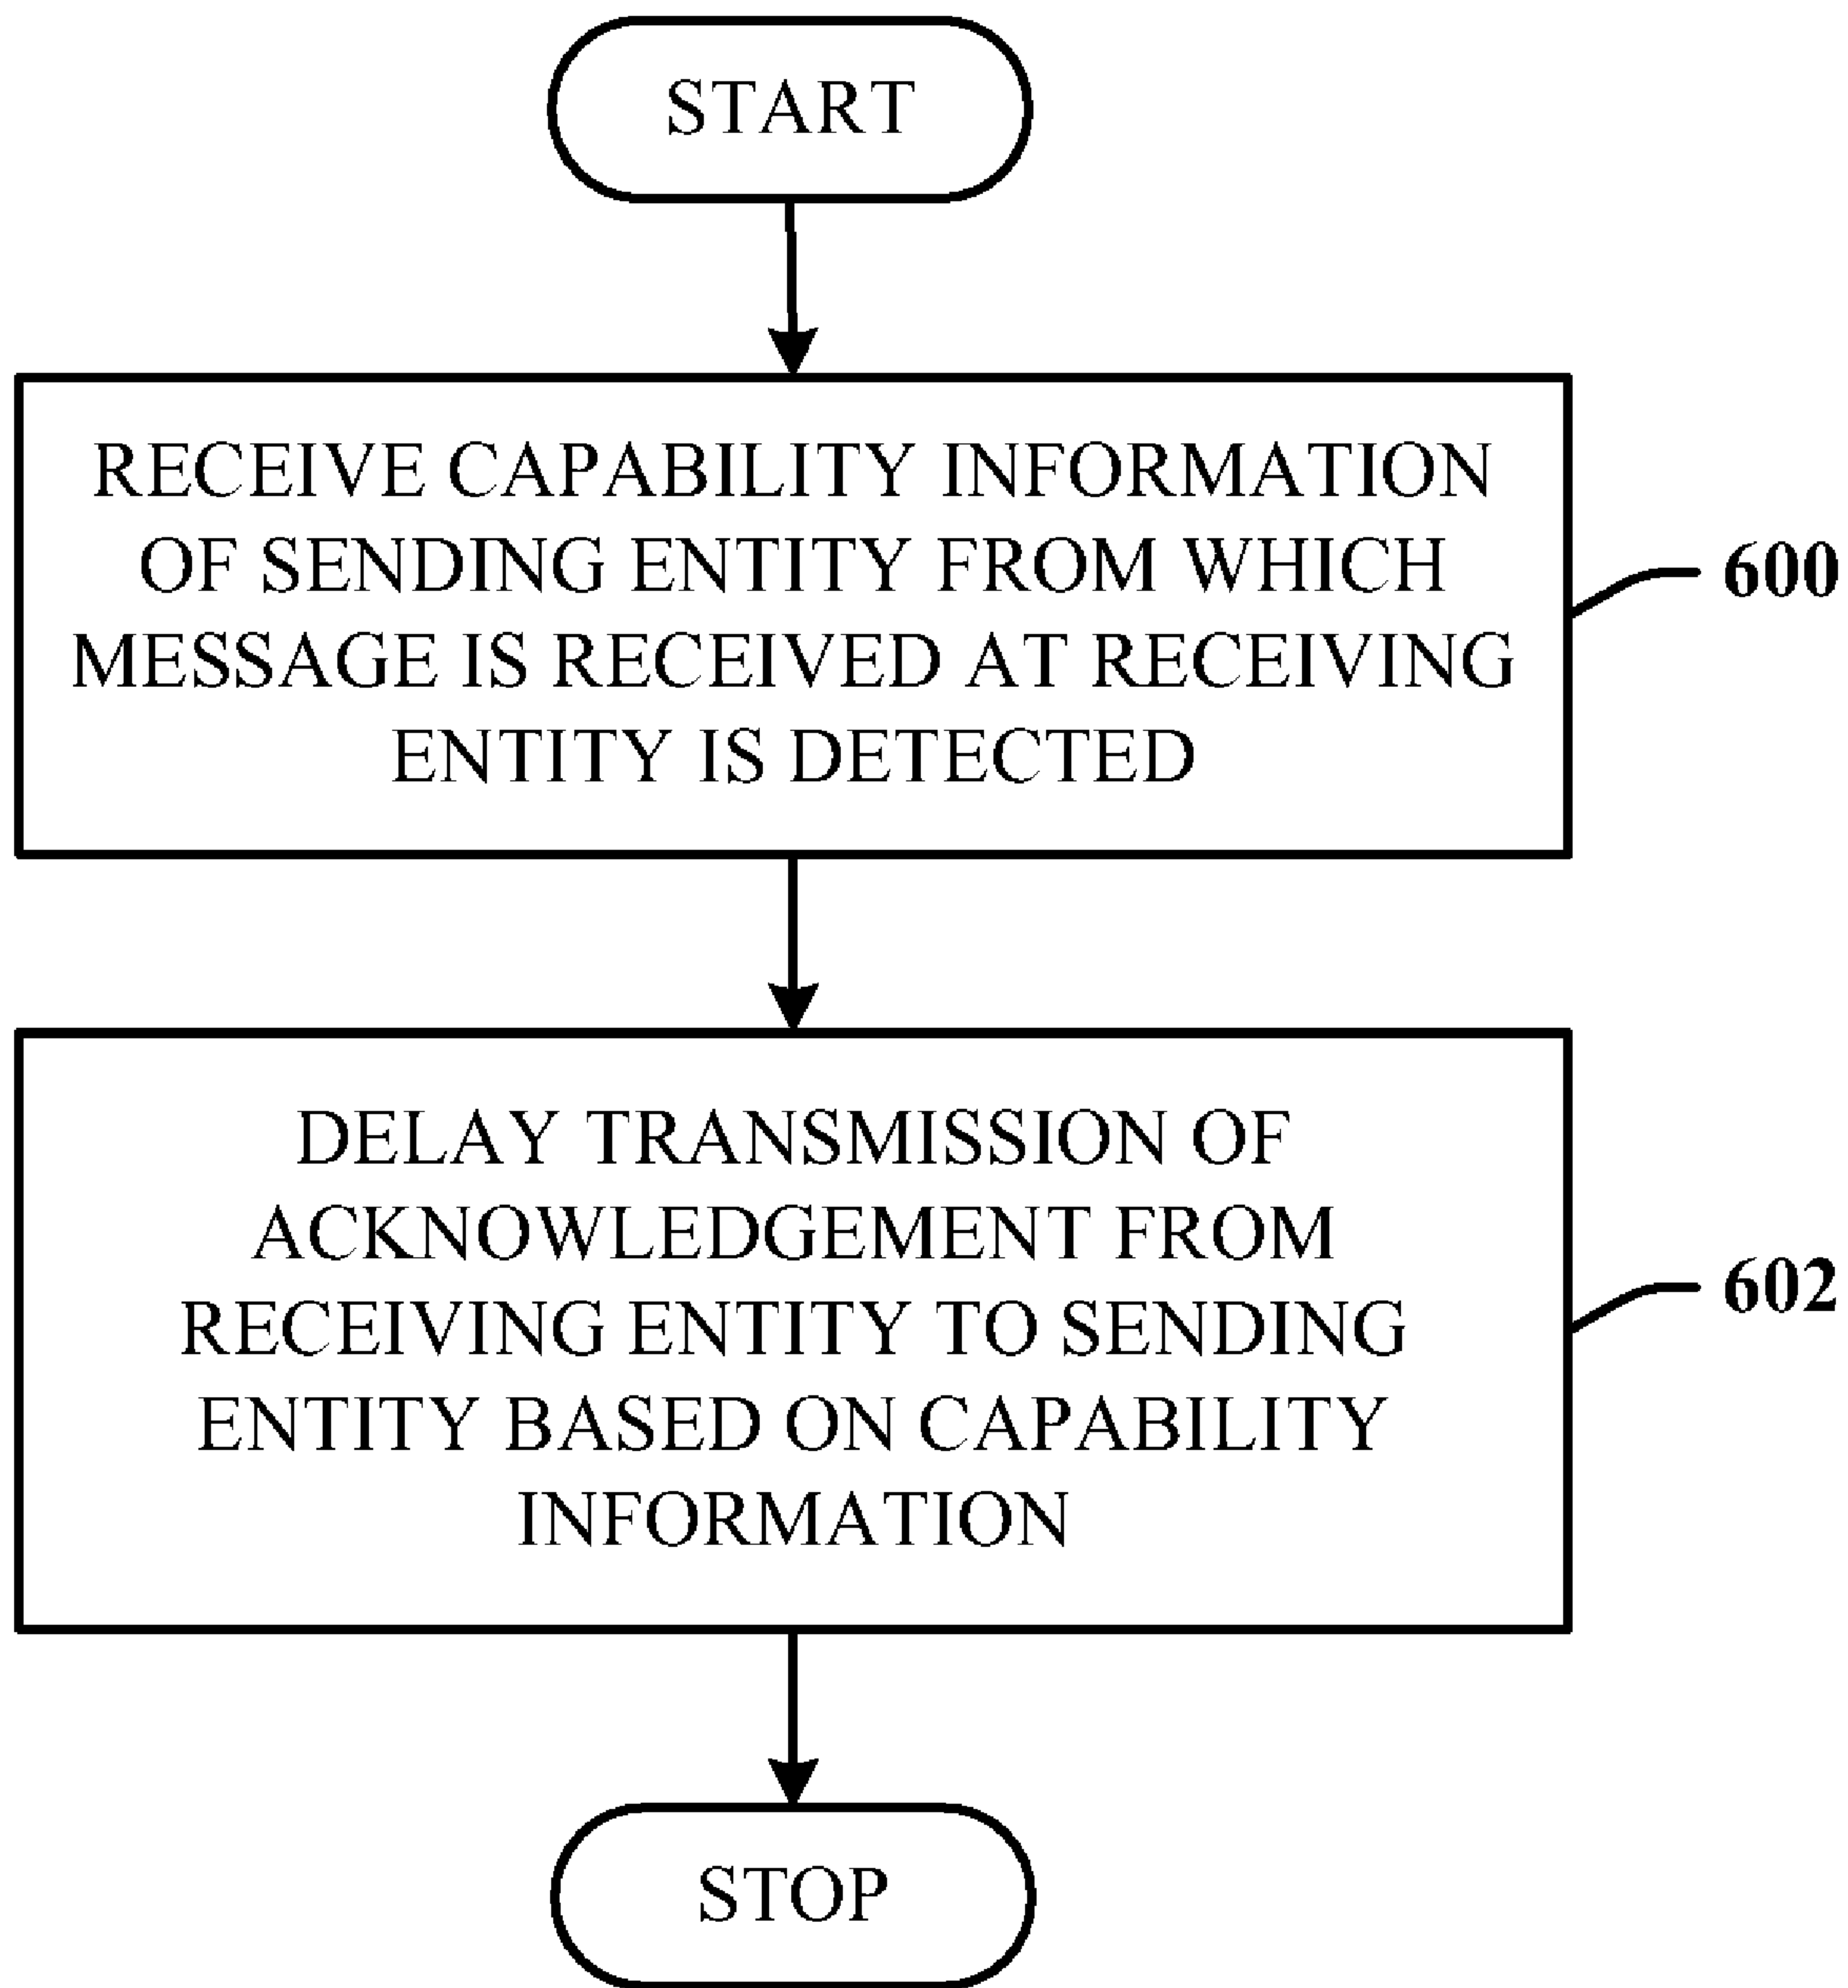 START
RECEIVE CAPABILITY INFORMATION
OF SENDING ENTITY FROM WHICH
MESSAGE IS RECEIVED AT RECEIVING
ENTITY IS DETECTED
600
DELAY TRANSMISSION OF
ACKNOWLEDGEMENT FROM
RECEIVING ENTITY TO SENDING
ENTITY BASED ON CAPABILITY
INFORMATION
602
STOP